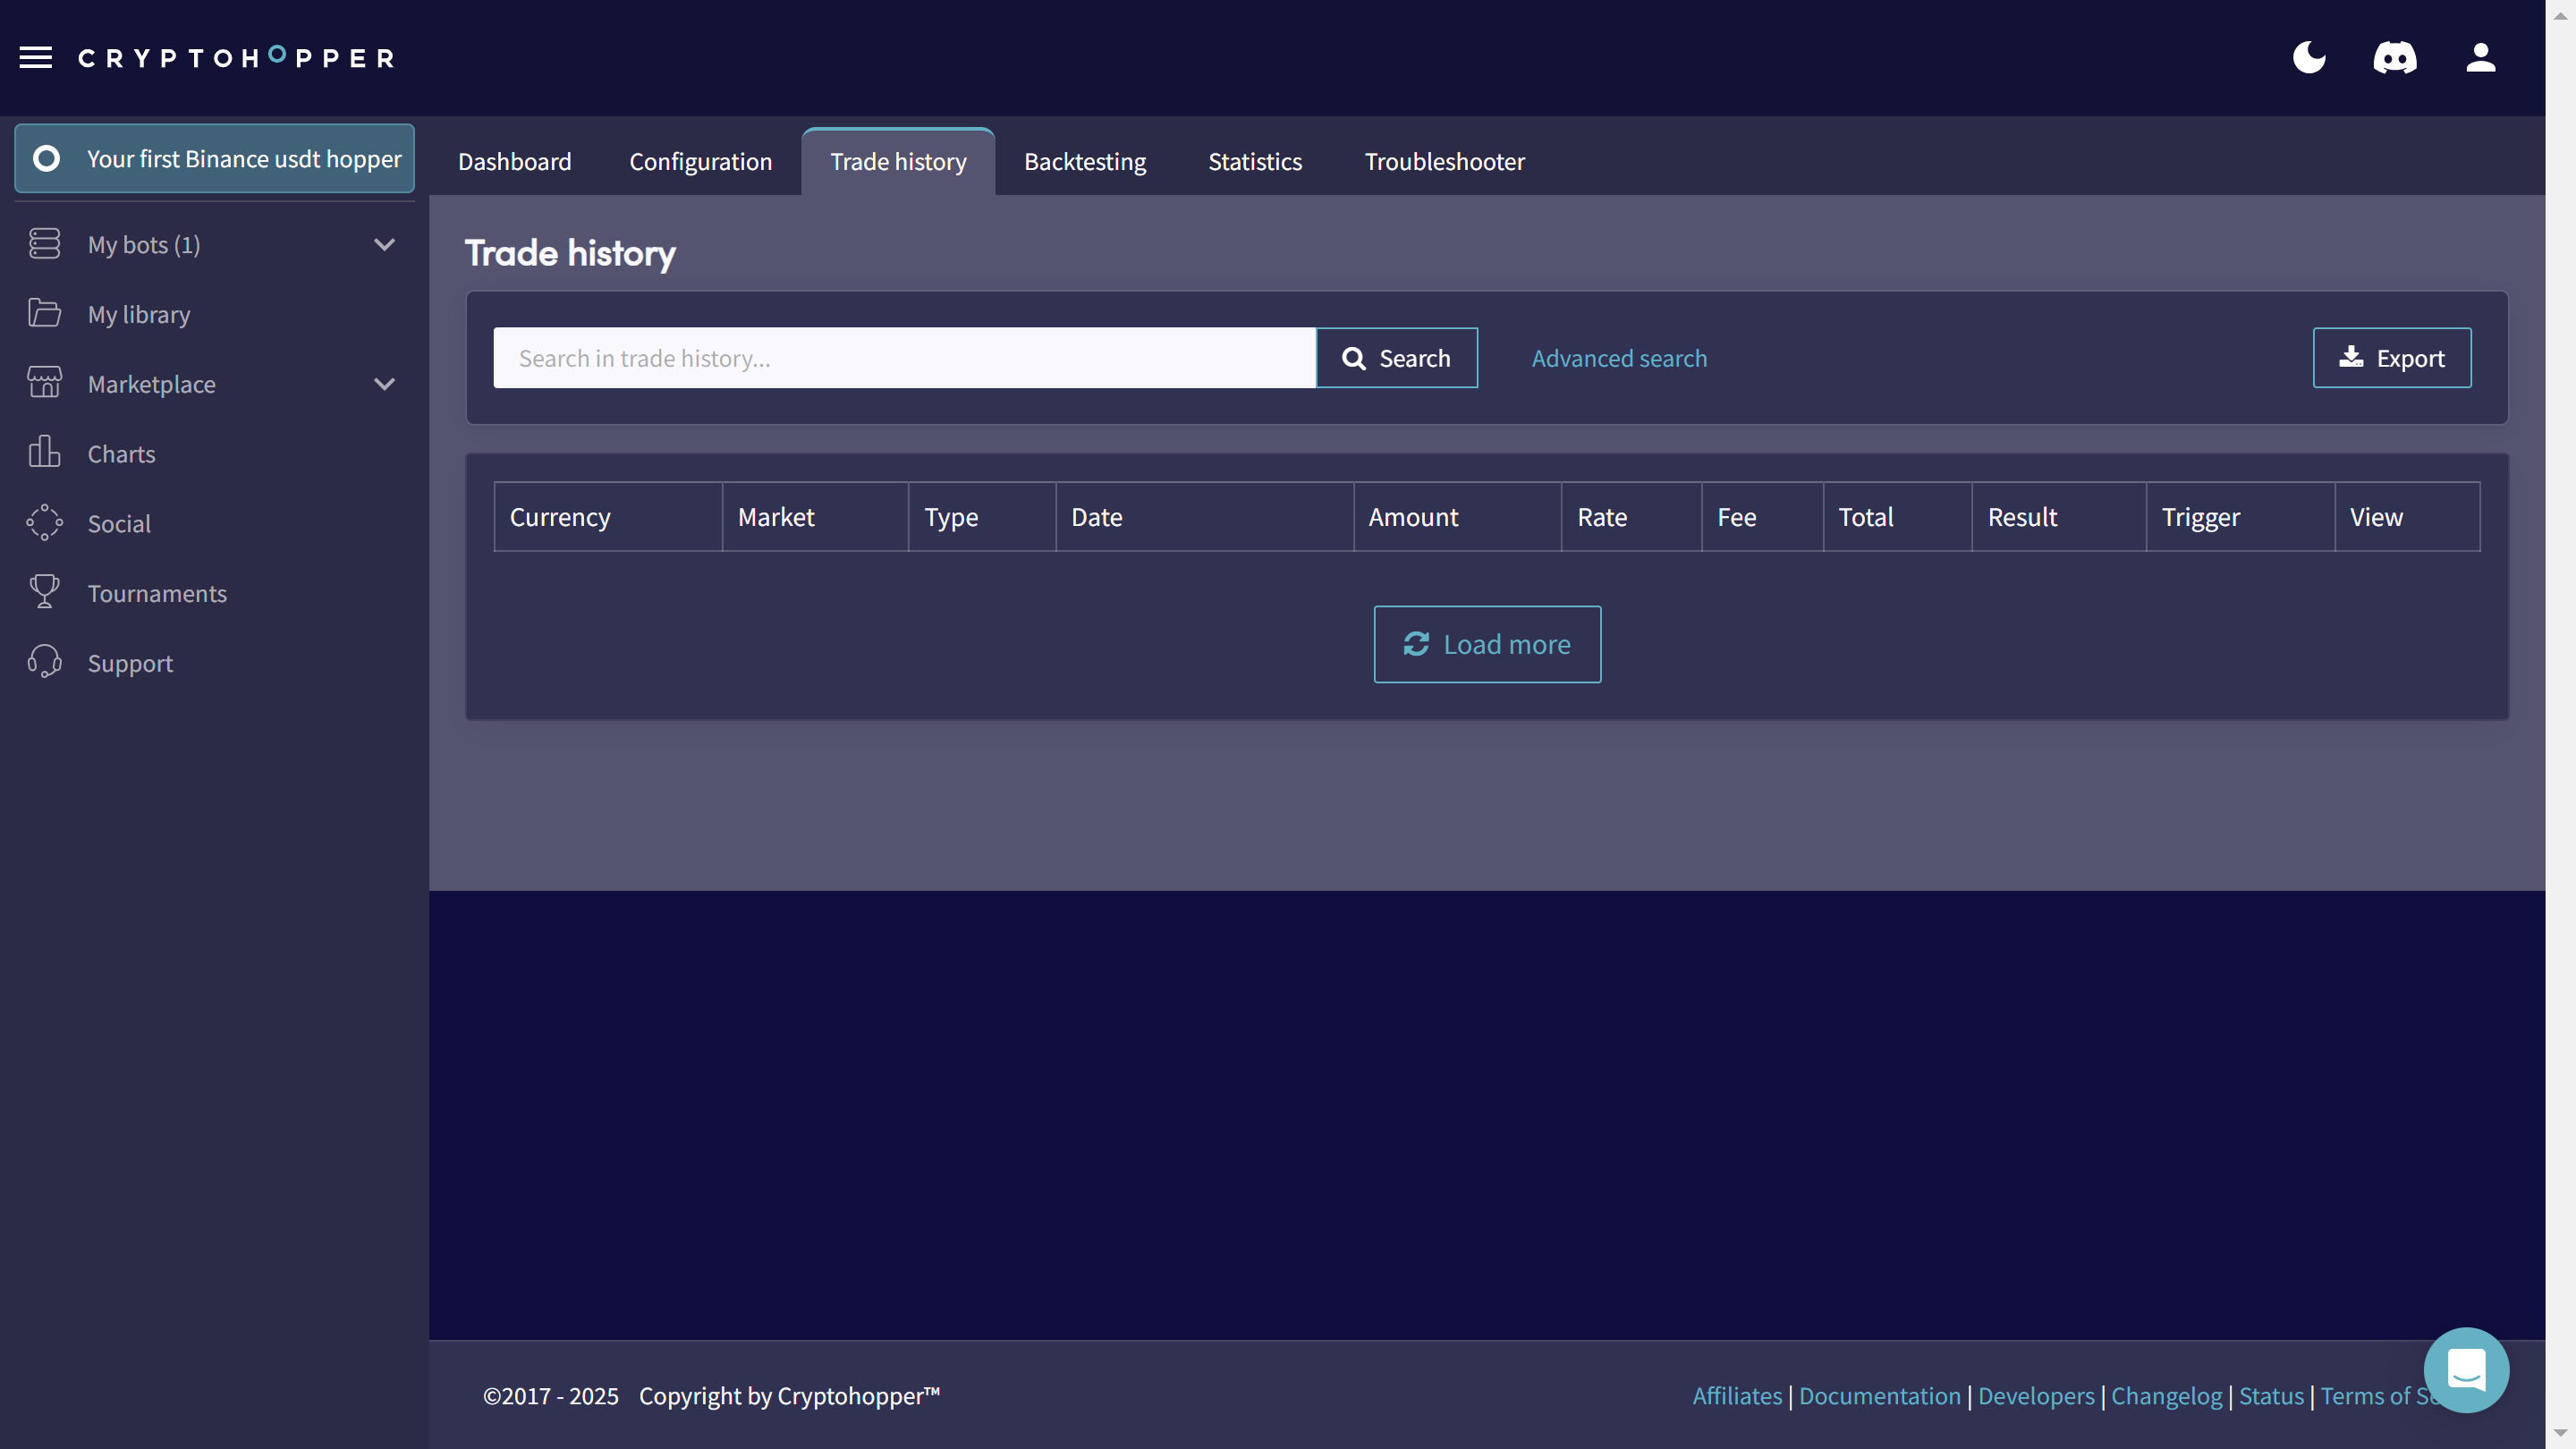 CRYPTOHOPPER
Your first Binance usdt hopper
Dashboard Configuration Trade history Backtesting Statistics Troubleshooter
My bots (1)
My library
Marketplace
Charts
Social
Tournaments
Support
Trade history
Search in trade history... Search Advanced search Export
Currency Market Type Date Amount Rate Fee Total Result Trigger View
Load more
©2017 - 2025 Copyright by Cryptohopper™
Affiliates | Documentation | Developers | Changelog | Status | Terms of